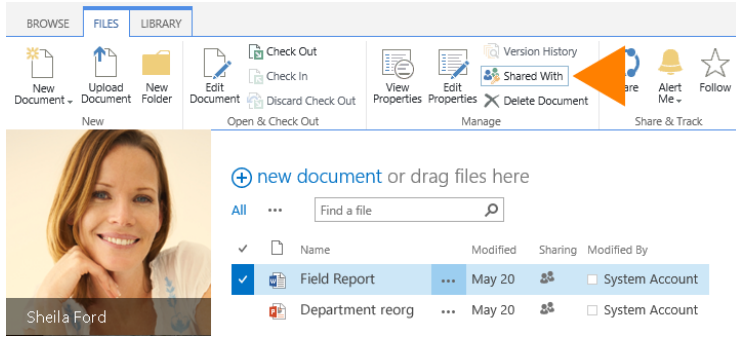 BROWSE FILES LIBRARY
New Document
Upload Document
New Folder
New
Edit Document
Check Out
Check In
Discard Check Out
Open & Check Out
View Properties
Edit Properties
Version History
Shared With
Delete Document
Manage
are
Alert Me
Follow
Share & Track
Sheila Ford
new document or drag files here
All ... Find a file
Name Modified Sharing Modified By
Field Report ... May 20 System Account
Department reorg ... May 20 System Account